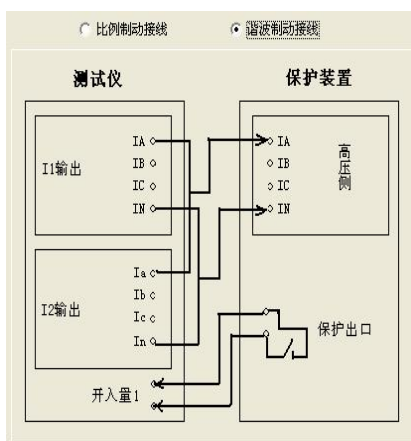 比例制动接线 谐波制动接线
测试仪 保护装置
I1输出
IA
IB
IC
IN
I2输出
Ia
Ib
Ic
In
开入量1
IA
IB
IC
IN
高压侧
保护出口